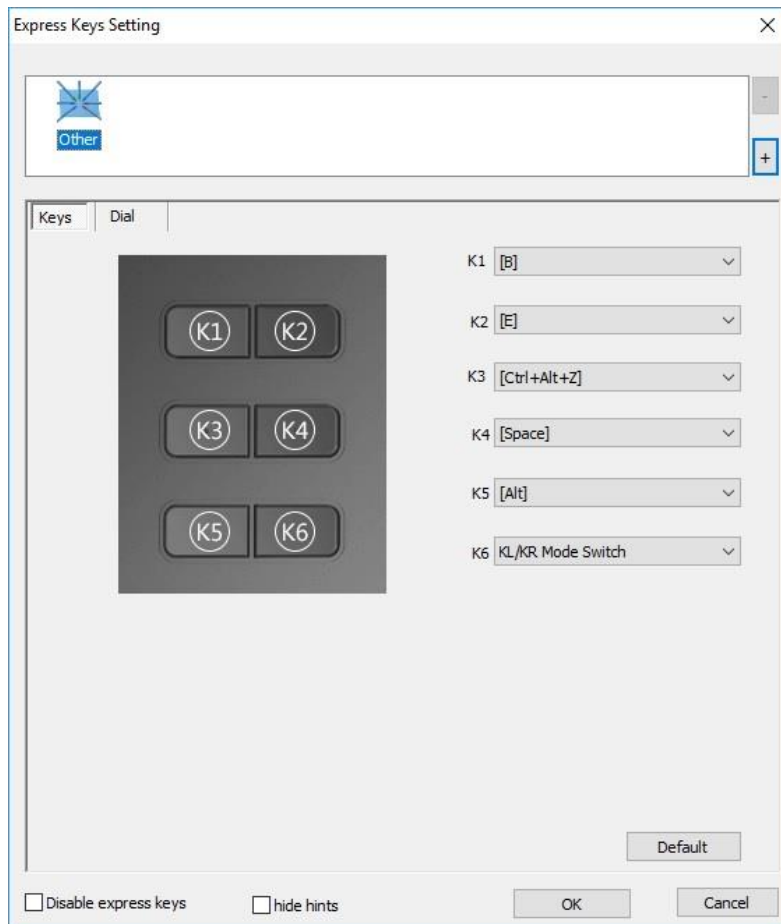 Express Keys Setting
-
Other
+
Keys Dial
K1 [B]
K2 [E]
K3 [Ctrl+Alt+Z]
K4 [Space]
K5 [Alt]
K6 KL/KR Mode Switch
K1 K2
K3 K4
K5 K6
Default
Disable express keys hide hints OK Cancel